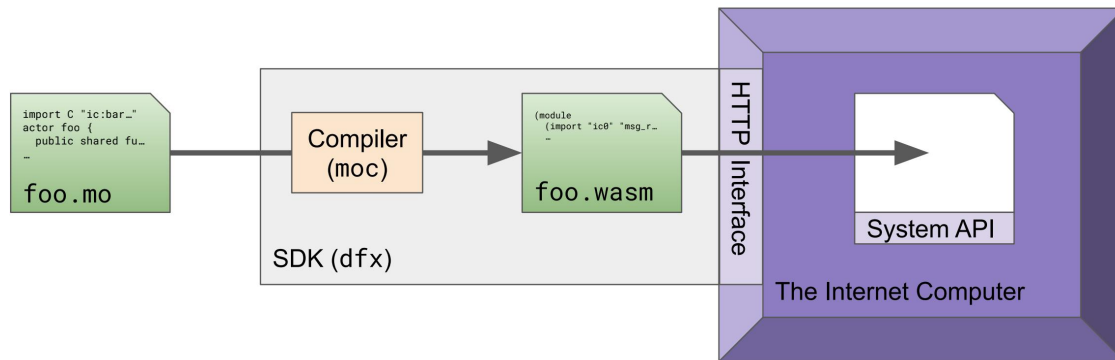 import C "ic:bar…"
actor foo {
public shared fu…
…
foo.mo
Compiler
(moc)
SDK (dfx)
(module
(import "ic0" "msg_r…
…
foo.wasm
HTTP Interface
System API
The Internet Computer